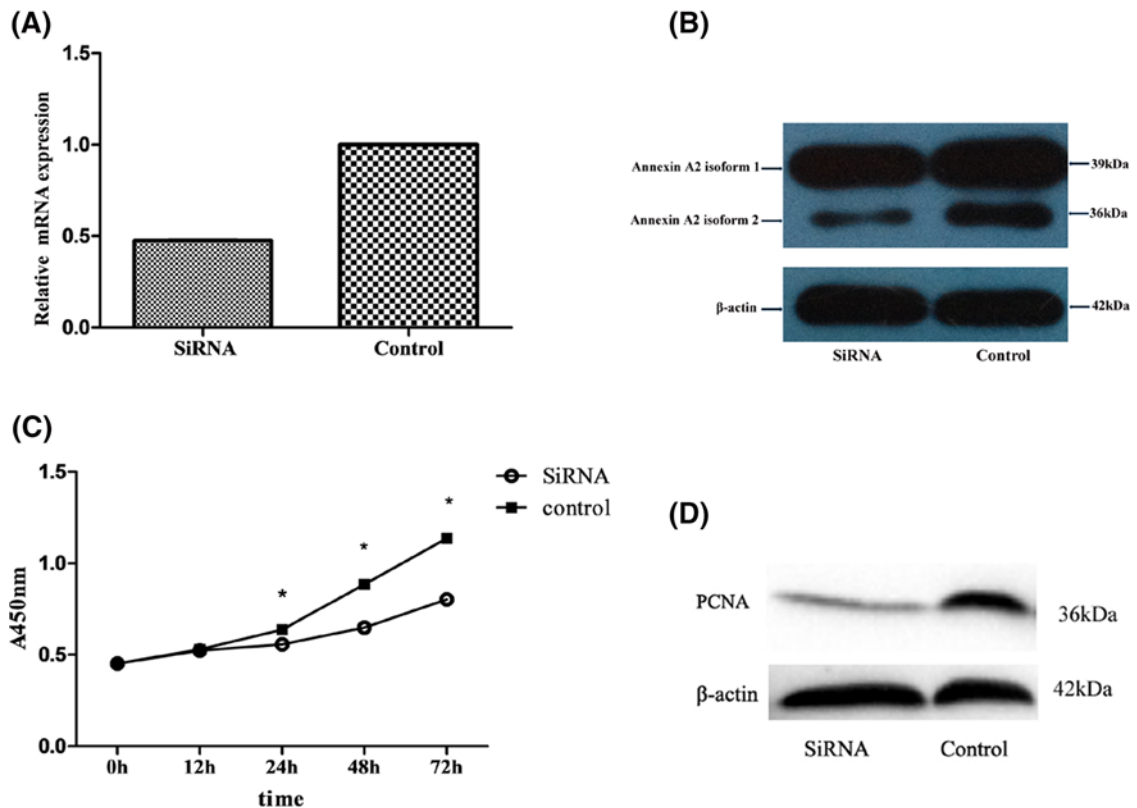 (A)
1.5
1.0
0.5
0.0
Relative mRNA expression
SiRNA
Control
(B)
Annexin A2 isoform 1
39kDa
Annexin A2 isoform 2
36kDa
β-actin
42kDa
SiRNA
Control
(C)
1.5
1.0
0.5
0.0
A450nm
SiRNA
control
*
*
*
0h
12h
24h
48h
72h
time
(D)
PCNA
36kDa
β-actin
42kDa
SiRNA
Control